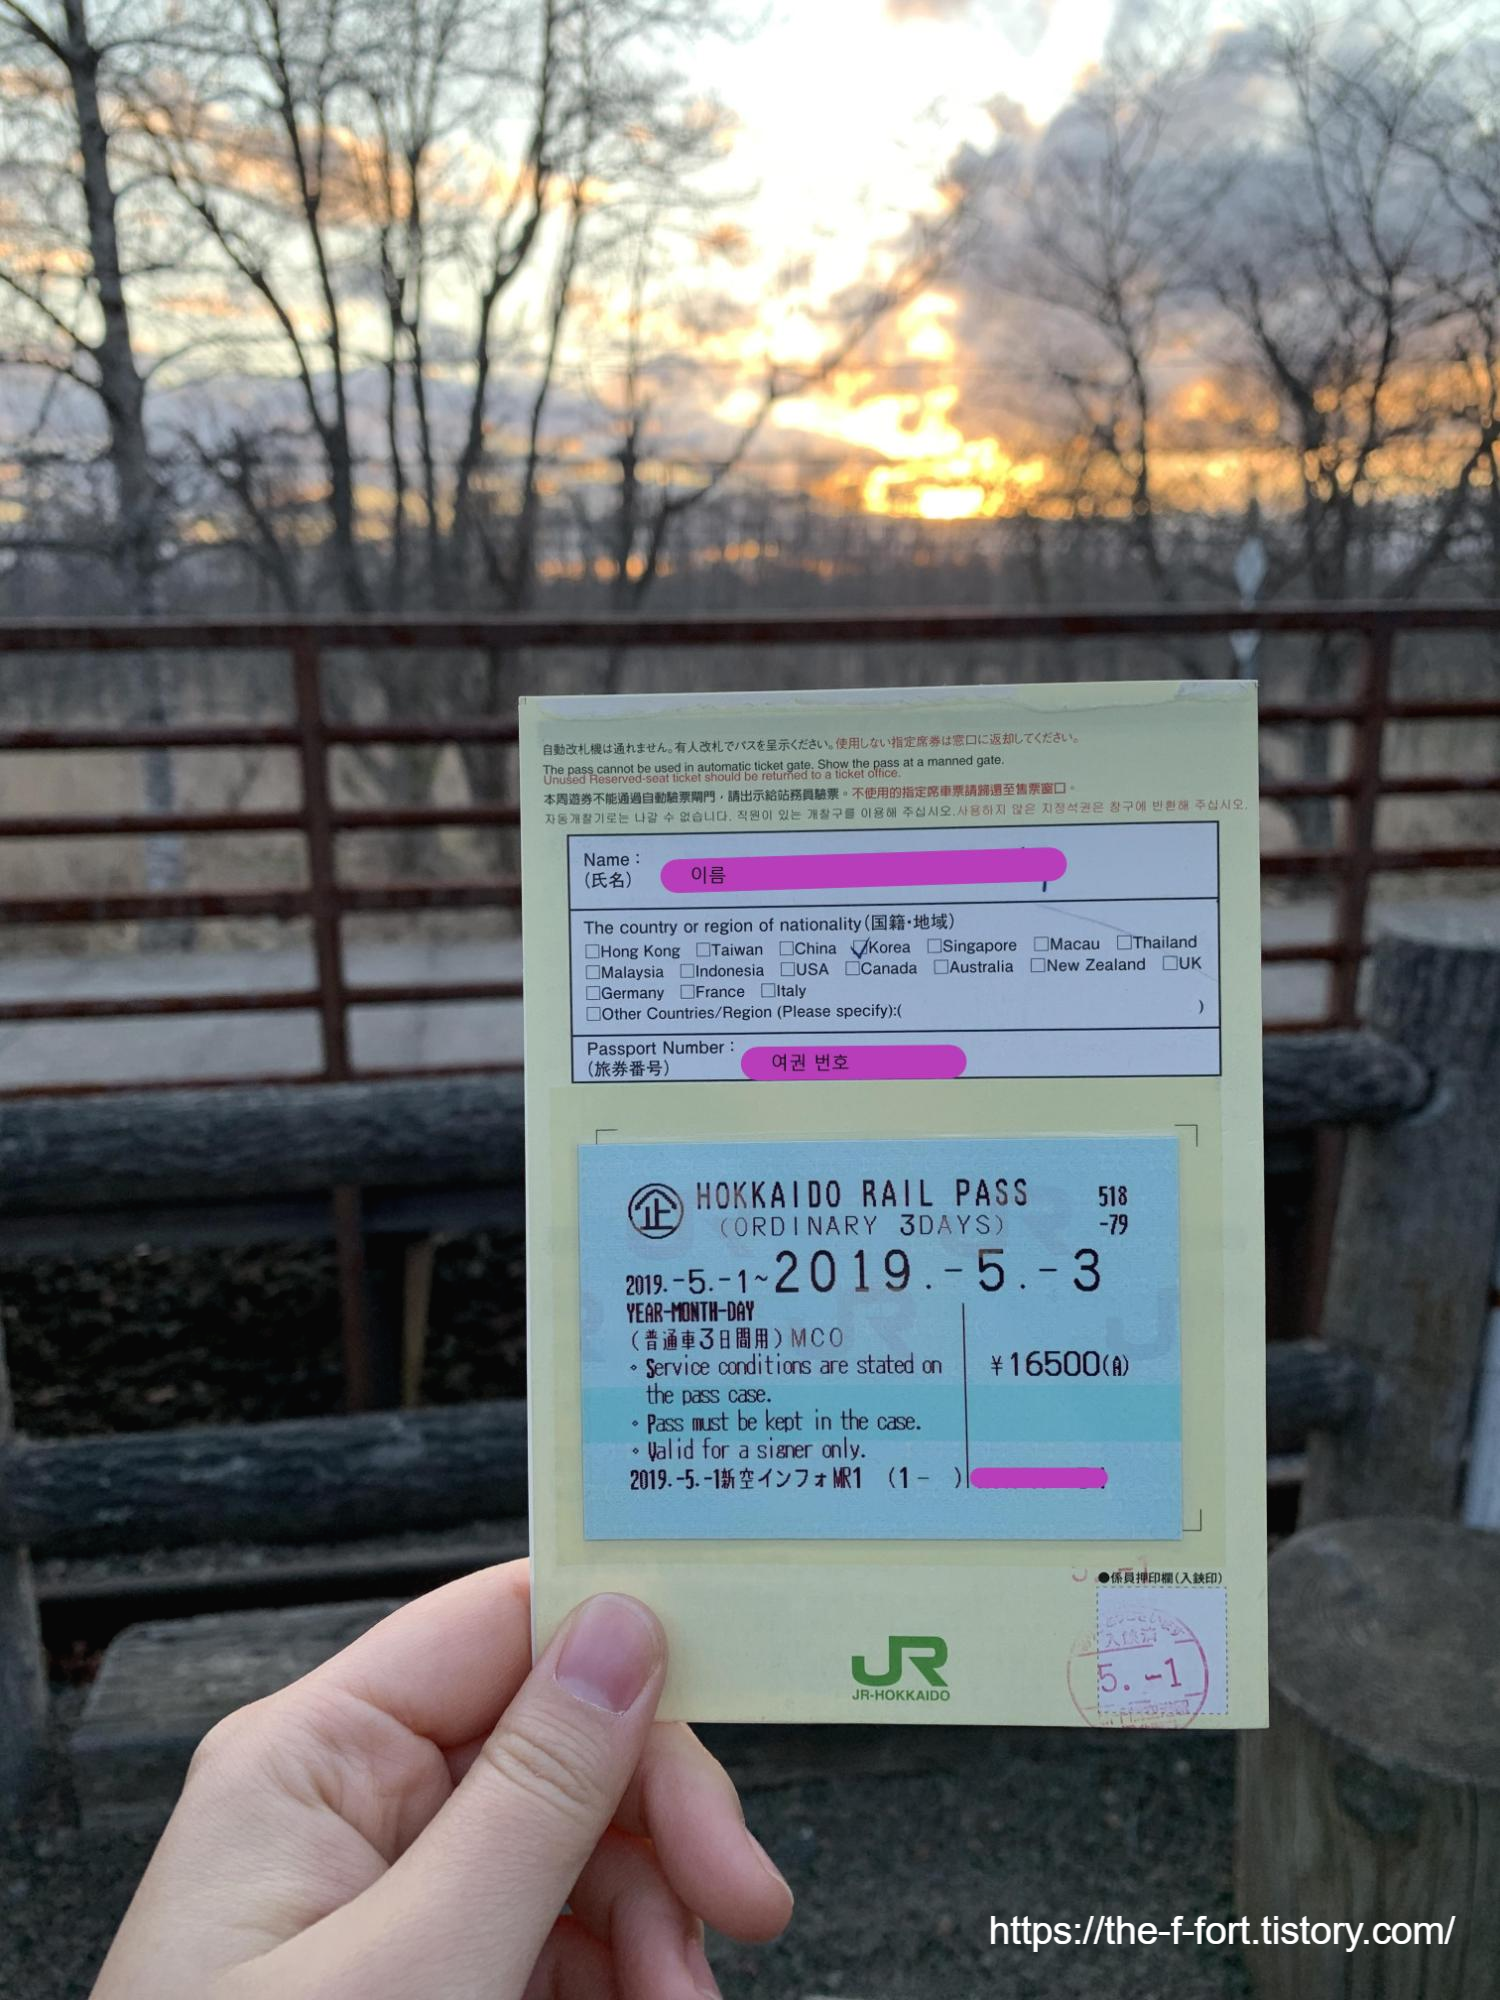 自動改札機は通れません。有人改札でパスを呈示ください。使用しない指定席券は窓口に返却してください。
The pass cannot be used in automatic ticket gate. Show the pass at a manned gate.
Unused Reserved-seat ticket should be returned to a ticket office.
本周遊券不能通過自動驗票閘門，請出示給站務員驗票。不使用的指定席車票請歸還至售票窗口。
자동개찰기로는 나갈 수 없습니다. 직원이 있는 개찰구를 이용해 주십시오.사용하지 않은 지정석권은 창구에 반환해 주십시오.
Name :
(氏名)
이름
The country or region of nationality(国籍・地域)
□Hong Kong □Taiwan □China ☑Korea □Singapore □Macau □Thailand
□Malaysia □Indonesia □USA □Canada □Australia □New Zealand □UK
□Germany □France □Italy
□Other Countries/Region (Please specify):( )
Passport Number :
(旅券番号)
여권 번호
企 HOKKAIDO RAIL PASS 518
(ORDINARY 3DAYS) -79
2019.-5.-1~2019.-5.-3
YEAR-MONTH-DAY
(普通車3日間用)MCO
• Service conditions are stated on ¥16500(A)
the pass case.
• Pass must be kept in the case.
• Valid for a signer only.
2019.-5.-1新空インフォMR1 (1- )
●係員押印欄(入鋏印)
入鋏済
5.-1
JR
JR-HOKKAIDO
https://the-f-fort.tistory.com/